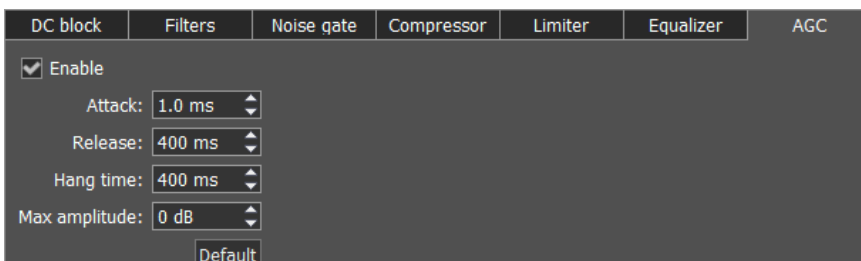 DC block Filters Noise gate Compressor Limiter Equalizer AGC
Enable
Attack: 1.0 ms
Release: 400 ms
Hang time: 400 ms
Max amplitude: 0 dB
Default